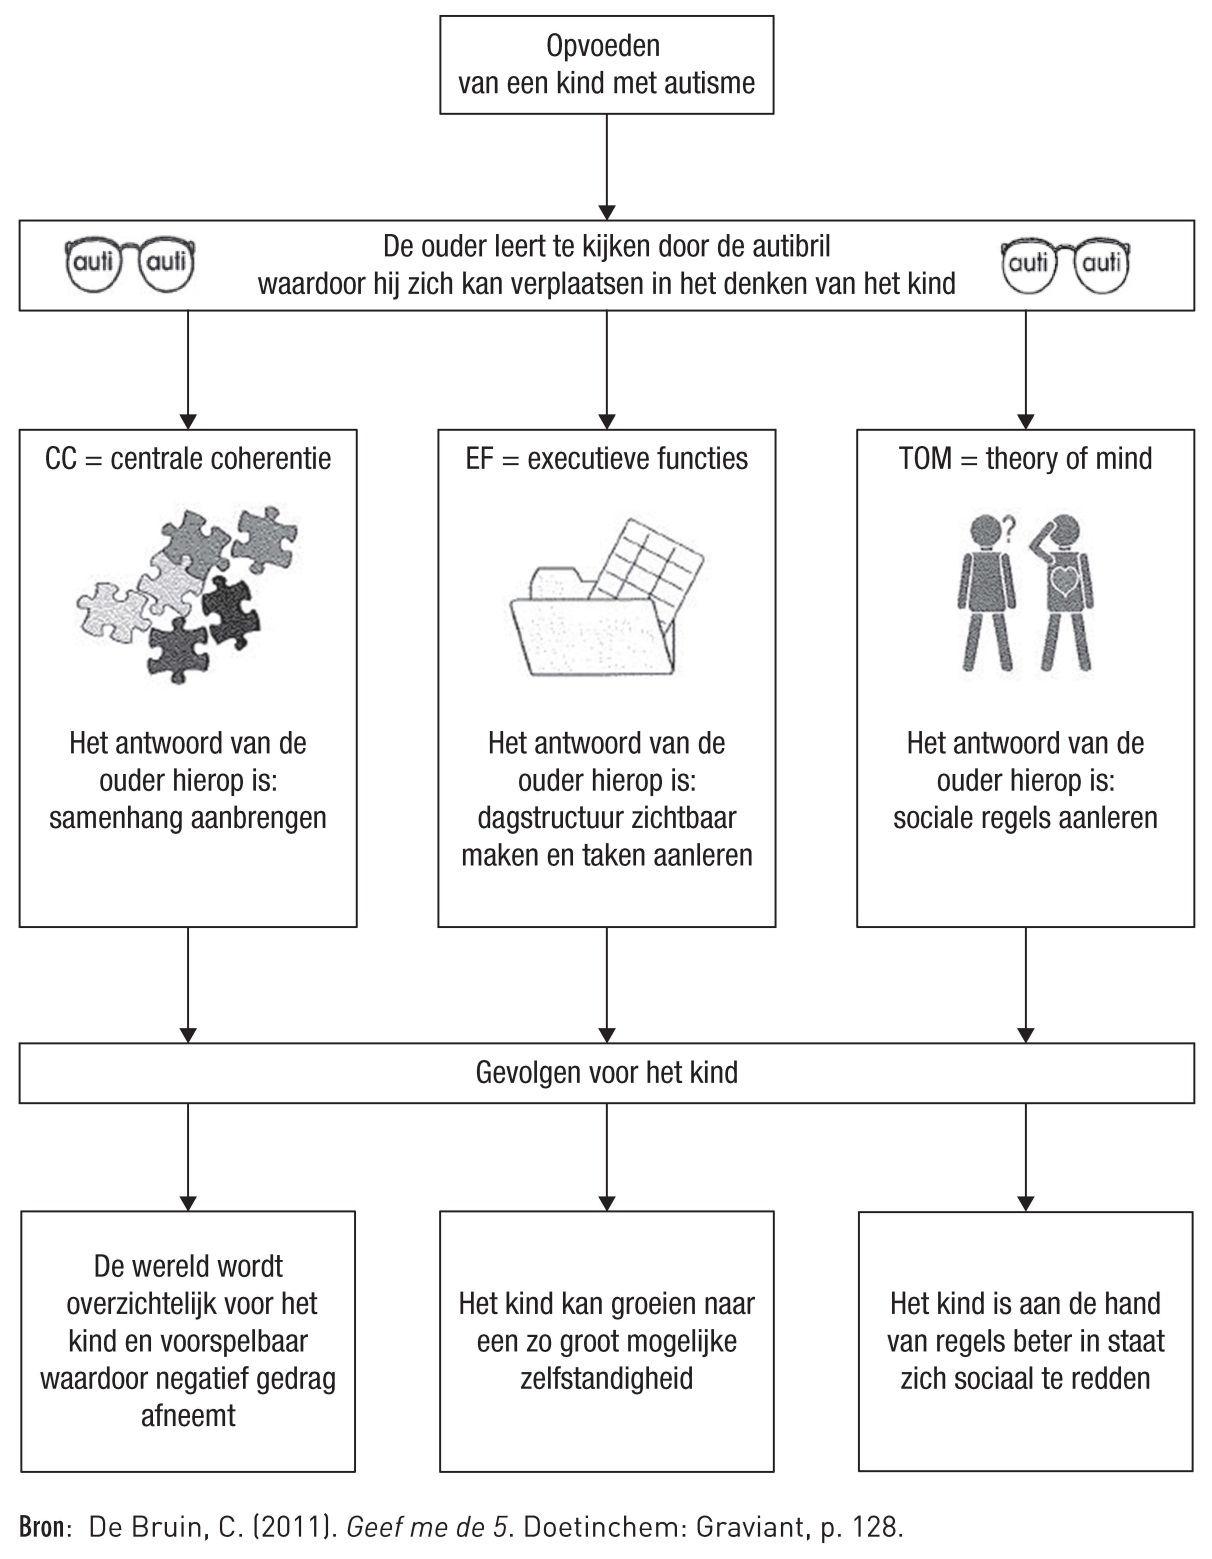 Opvoeden
van een kind met autisme
auti auti
De ouder leert te kijken door de autibril
waardoor hij zich kan verplaatsen in het denken van het kind
auti auti
CC = centrale coherentie
Het antwoord van de
ouder hierop is:
samenhang aanbrengen
EF = executieve functies
Het antwoord van de
ouder hierop is:
dagstructuur zichtbaar
maken en taken aanleren
TOM = theory of mind
?
Het antwoord van de
ouder hierop is:
sociale regels aanleren
Gevolgen voor het kind
De wereld wordt
overzichtelijk voor het
kind en voorspelbaar
waardoor negatief gedrag
afneemt
Het kind kan groeien naar
een zo groot mogelijke
zelfstandigheid
Het kind is aan de hand
van regels beter in staat
zich sociaal te redden
Bron: De Bruin, C. (2011). Geef me de 5. Doetinchem: Graviant, p. 128.